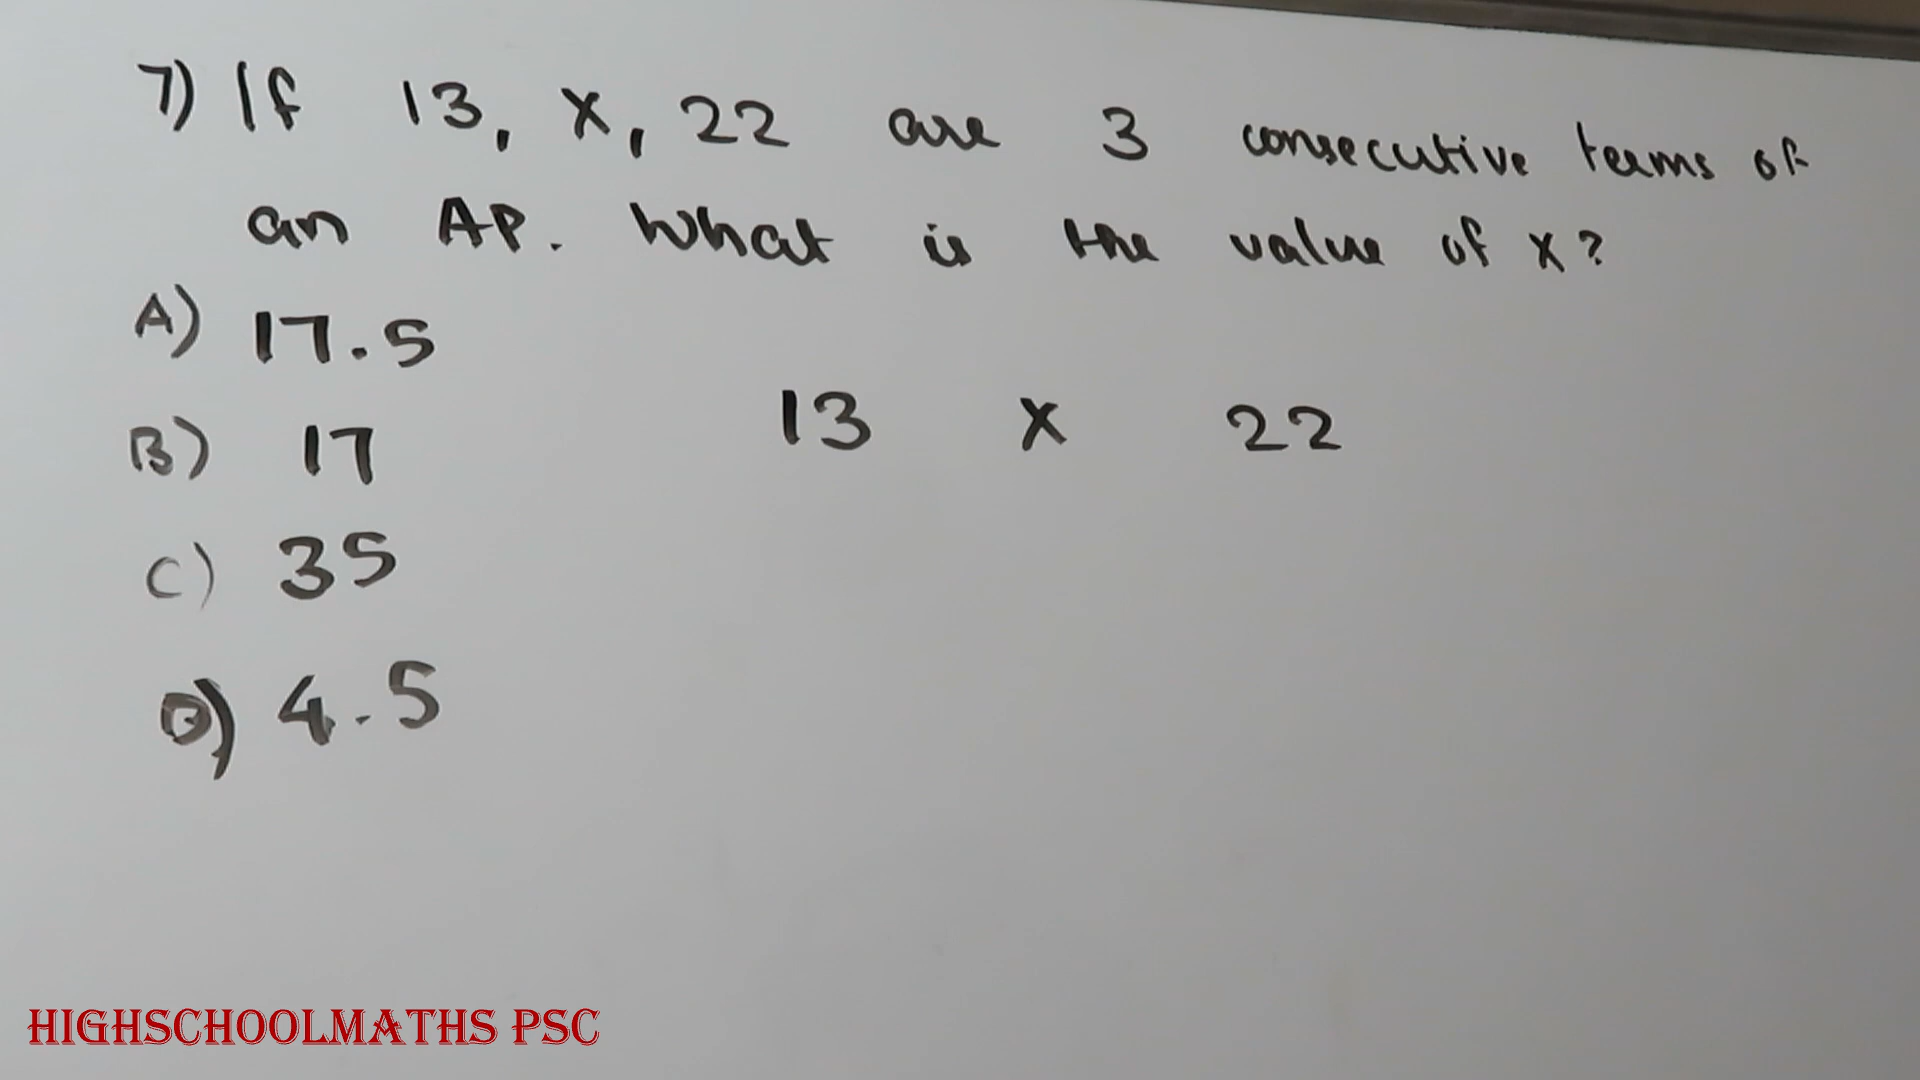 7) If 13, x, 22 are 3 consecutive terms of
an AP. What is the value of x?
A) 17.5
B) 17
13 x 22
C) 35
D) 4.5
HIGHSCHOOLMATHS PSC